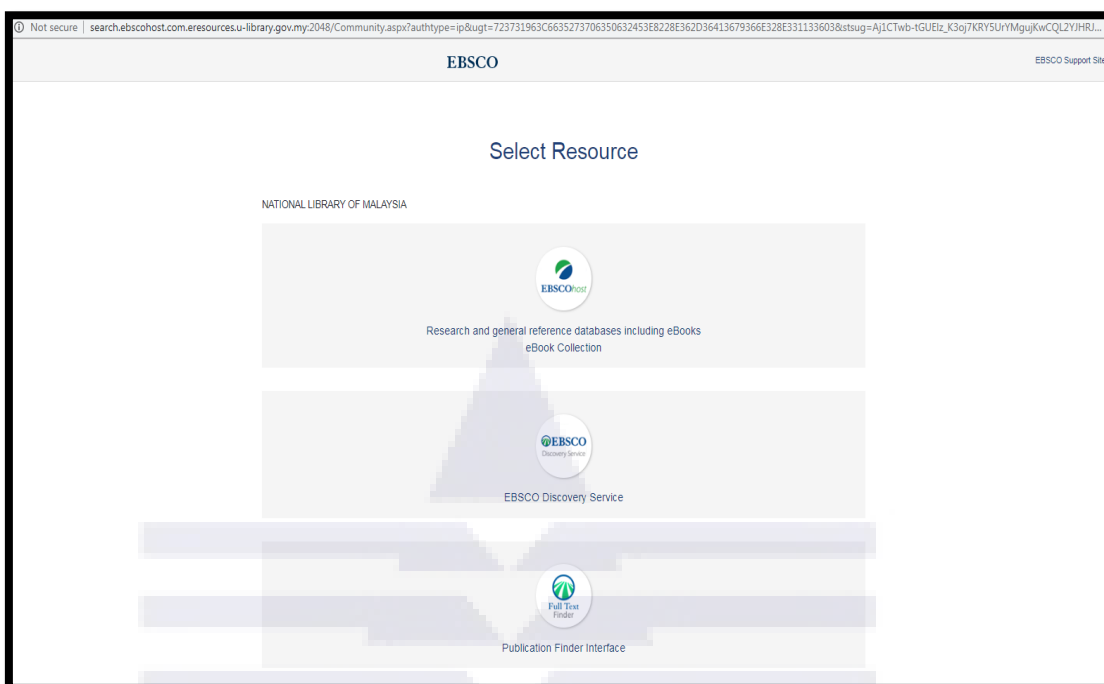 Not secure | search.ebscohost.com.eresources.u-library.gov.my:2048/Community.aspx?authtype=ip&ugt=723731963C6635273706350632453E8228E362D36413679366E328E331133603&stsug=Aj1CTwb-tGUElz_K3oj7KRY5UrYMgujKwCQL2YJHRJ...
EBSCO
EBSCO Support Site
Select Resource
NATIONAL LIBRARY OF MALAYSIA
EBSCOhost
Research and general reference databases including eBooks
eBook Collection
EBSCO
Discovery Service
EBSCO Discovery Service
Full Text
Finder
Publication Finder Interface